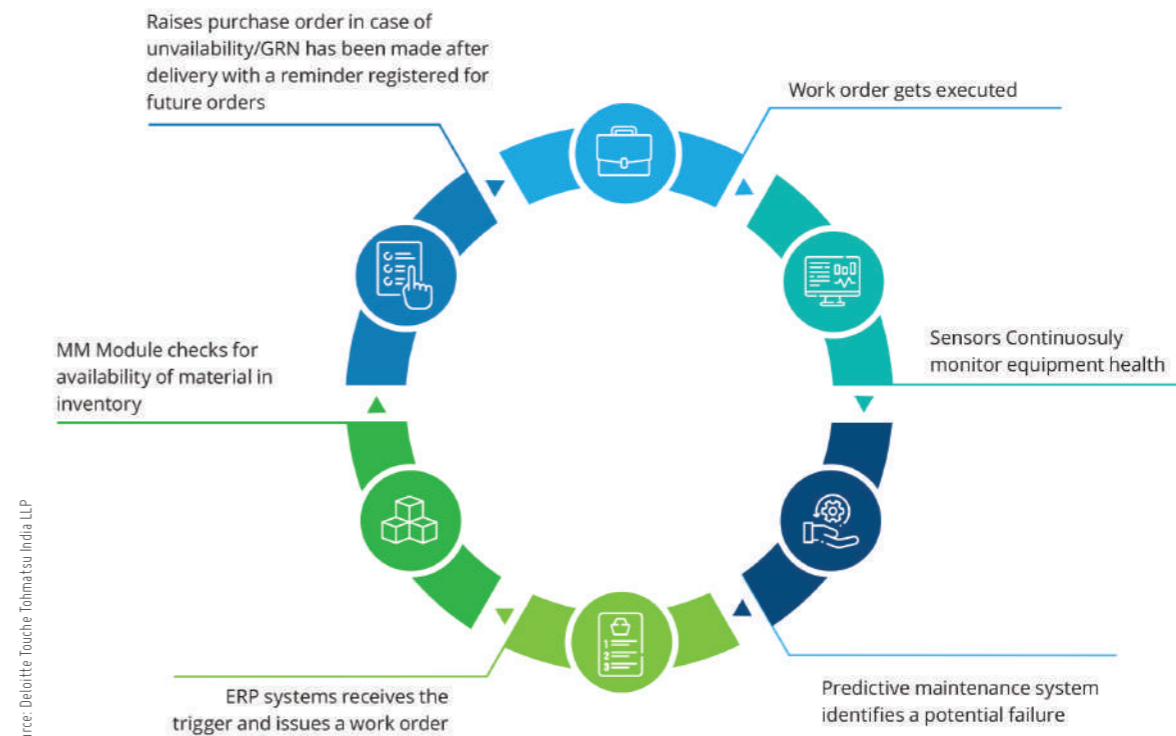 Raises purchase order in case of
unvailability/GRN has been made after
delivery with a reminder registered for
future orders
Work order gets executed
Sensors Continuosuly
monitor equipment health
MM Module checks for
availability of material in
inventory
1
2
3
ERP systems receives the
trigger and issues a work order
Predictive maintenance system
identifies a potential failure
rce: Deloitte Touche Tohmatsu India LLP